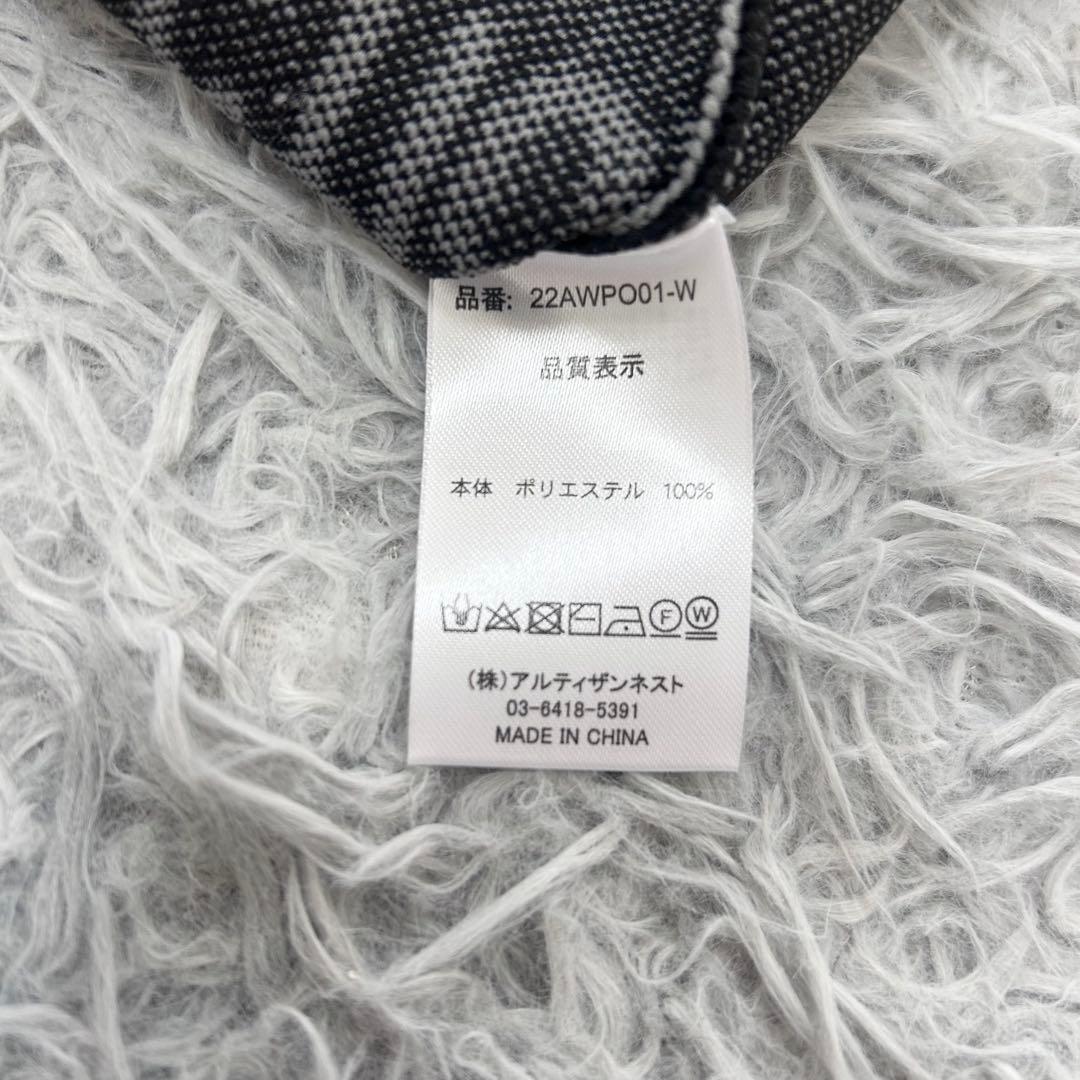 品番: 22AWPO01-W
品質表示
本体 ポリエステル 100%
F W
(株)アルティザンネスト
03-6418-5391
MADE IN CHINA